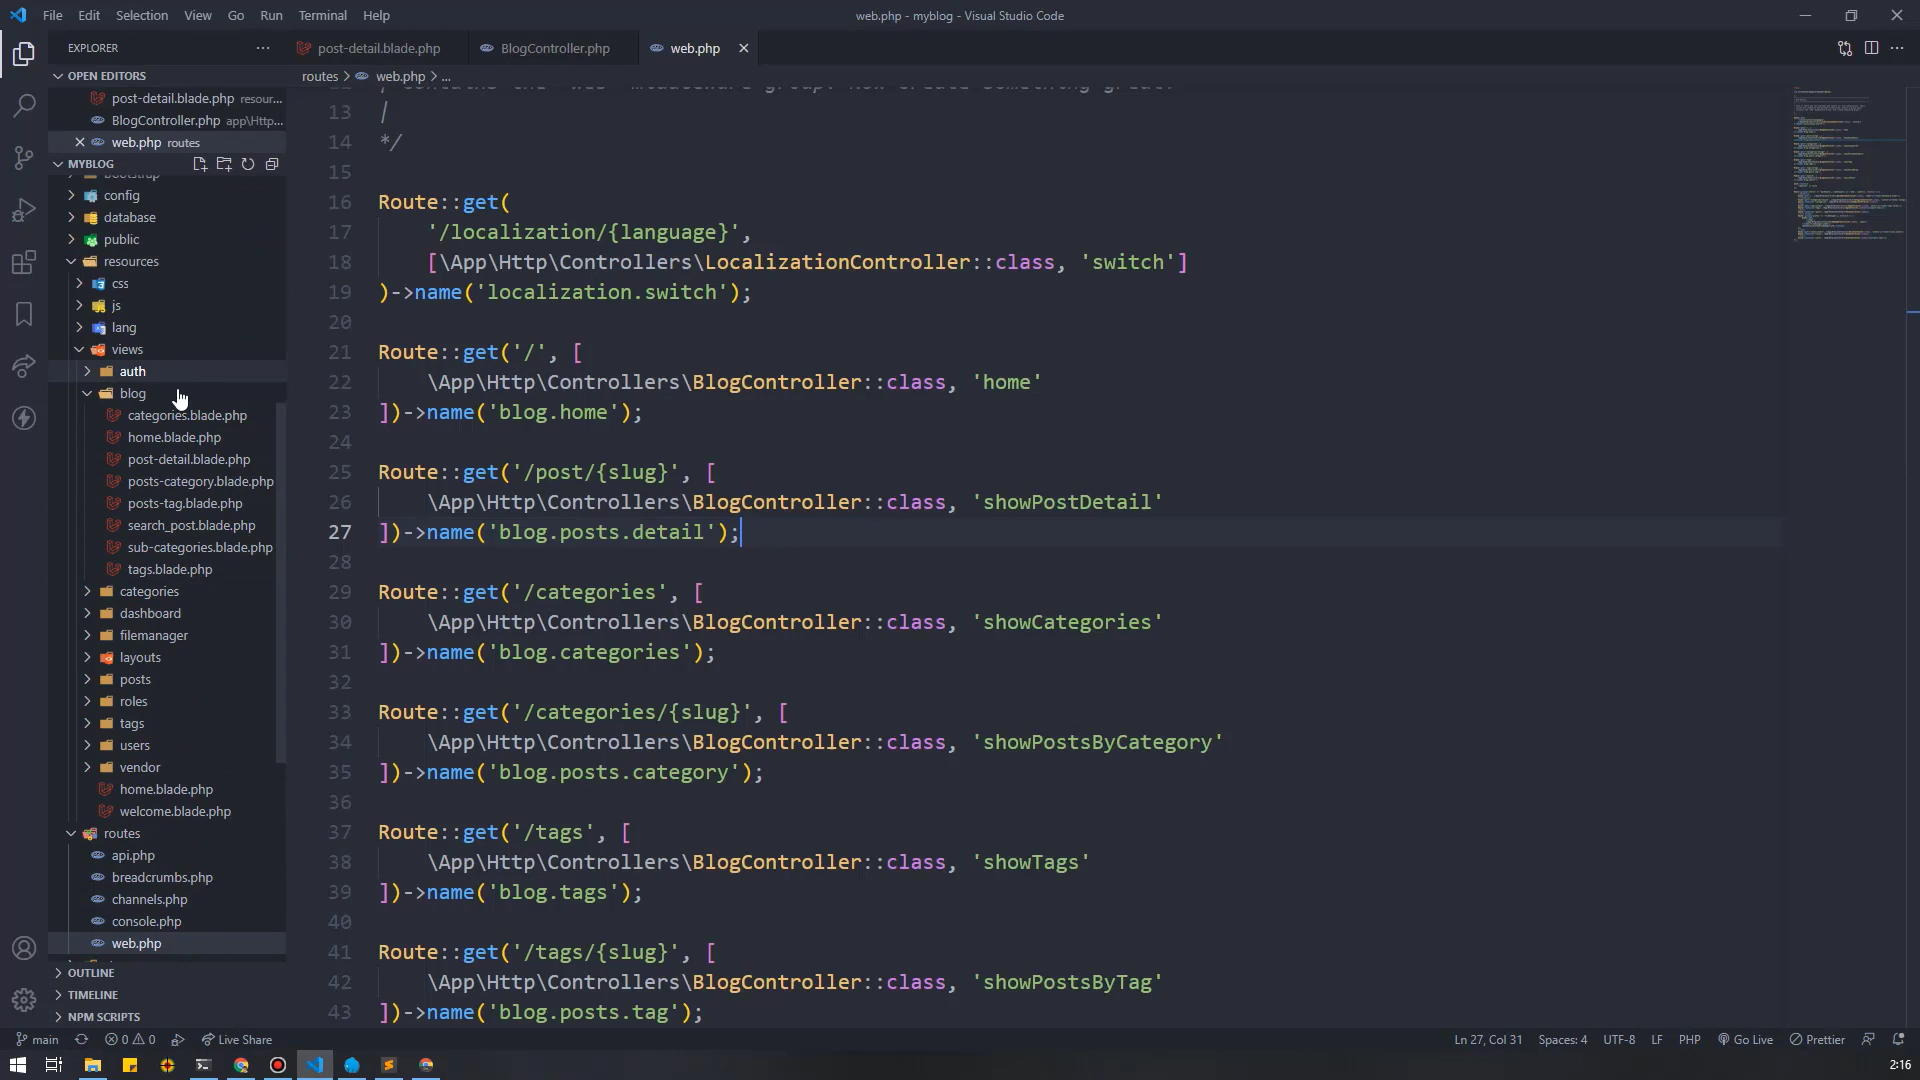 File Edit Selection View Go Run Terminal Help
web.php - myblog - Visual Studio Code
EXPLORER
post-detail.blade.php
BlogController.php
web.php
OPEN EDITORS
post-detail.blade.php resour...
BlogController.php app\Http...
web.php routes
MYBLOG
config
database
public
resources
css
js
lang
views
auth
blog
categories.blade.php
home.blade.php
post-detail.blade.php
posts-category.blade.php
posts-tag.blade.php
search_post.blade.php
sub-categories.blade.php
tags.blade.php
categories
dashboard
filemanager
layouts
posts
roles
tags
users
vendor
home.blade.php
welcome.blade.php
routes
api.php
breadcrumbs.php
channels.php
console.php
web.php
OUTLINE
TIMELINE
NPM SCRIPTS
routes > web.php > ...
13 |
14 */
15
16 Route::get(
17 '/localization/{language}',
18 [\App\Http\Controllers\LocalizationController::class, 'switch']
19 )->name('localization.switch');
20
21 Route::get('/', [
22 \App\Http\Controllers\BlogController::class, 'home'
23 ])->name('blog.home');
24
25 Route::get('/post/{slug}', [
26 \App\Http\Controllers\BlogController::class, 'showPostDetail'
27 ])->name('blog.posts.detail');
28
29 Route::get('/categories', [
30 \App\Http\Controllers\BlogController::class, 'showCategories'
31 ])->name('blog.categories');
32
33 Route::get('/categories/{slug}', [
34 \App\Http\Controllers\BlogController::class, 'showPostsByCategory'
35 ])->name('blog.posts.category');
36
37 Route::get('/tags', [
38 \App\Http\Controllers\BlogController::class, 'showTags'
39 ])->name('blog.tags');
40
41 Route::get('/tags/{slug}', [
42 \App\Http\Controllers\BlogController::class, 'showPostsByTag'
43 ])->name('blog.posts.tag');
main 0 0 Live Share
Ln 27, Col 31 Spaces: 4 UTF-8 LF PHP Go Live Prettier
2:16